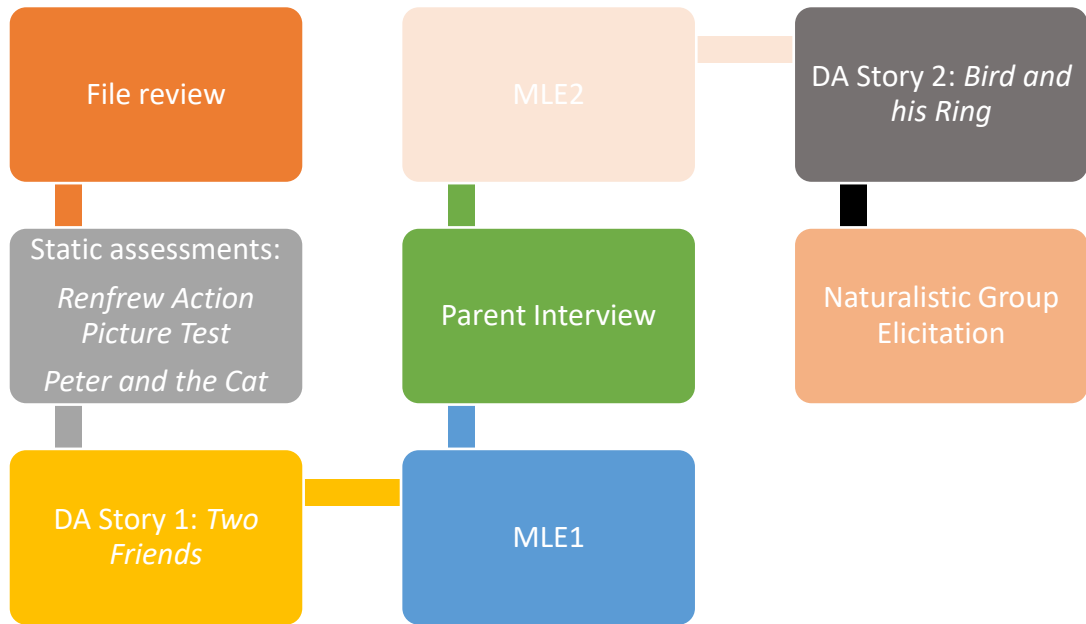 File review
Static assessments:
Renfrew Action
Picture Test
Peter and the Cat
DA Story 1: Two
Friends
MLE1
Parent Interview
MLE2
DA Story 2: Bird and
his Ring
Naturalistic Group
Elicitation